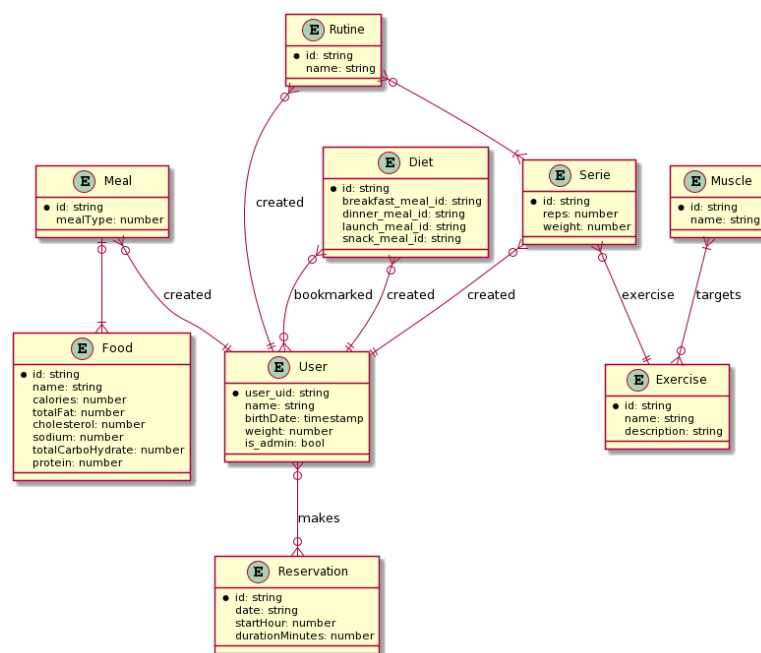 E Rutine
id: string
name: string
created
E Meal
id: string
mealType: number
E Diet
id: string
breakfast_meal_id: string
dinner_meal_id: string
launch_meal_id: string
snack_meal_id: string
E Serie
id: string
reps: number
weight: number
E Muscle
id: string
name: string
created
bookmarked
created
created
exercise
targets
E Food
id: string
name: string
calories: number
totalFat: number
cholesterol: number
sodium: number
totalCarboHydrate: number
protein: number
E User
user_uid: string
name: string
birthDate: timestamp
weight: number
is_admin: bool
E Exercise
id: string
name: string
description: string
makes
E Reservation
id: string
date: string
startHour: number
durationMinutes: number